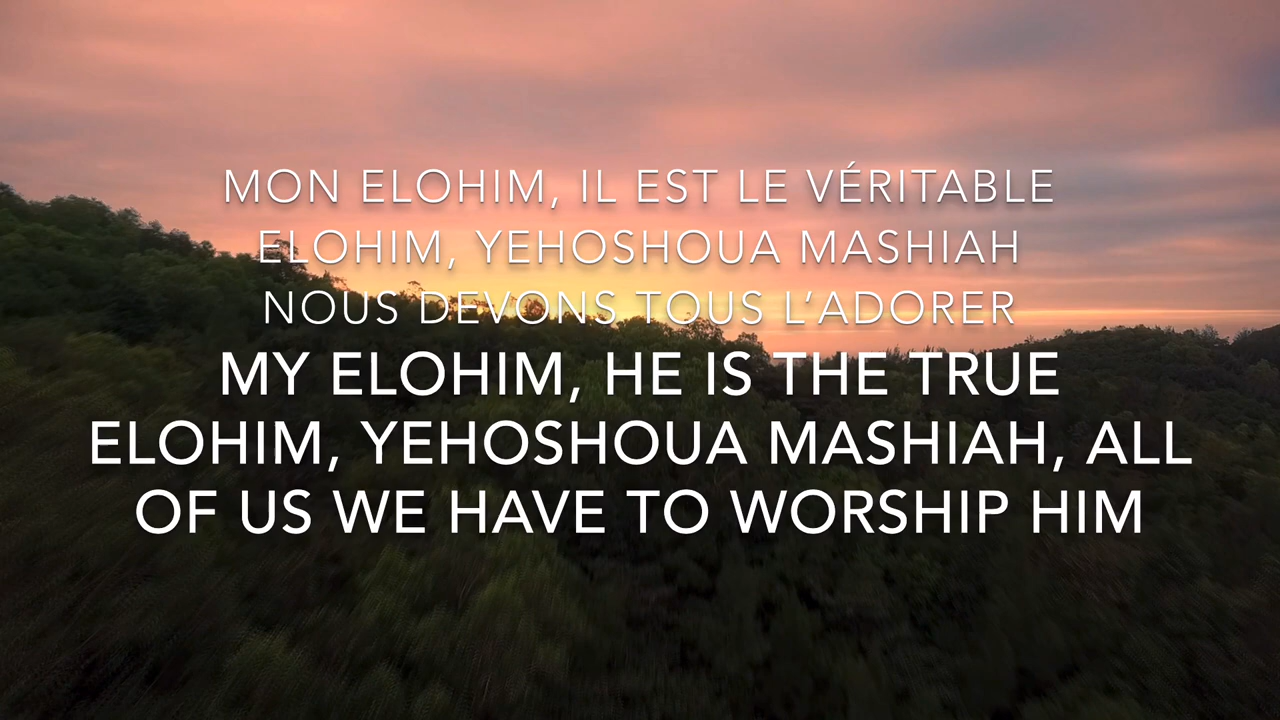 MON ELOHIM, IL EST LE VÉRITABLE
ELOHIM, YEHOSHOUA MASHIAH
NOUS DEVONS TOUS L’ADORER
MY ELOHIM, HE IS THE TRUE
ELOHIM, YEHOSHOUA MASHIAH, ALL
OF US WE HAVE TO WORSHIP HIM